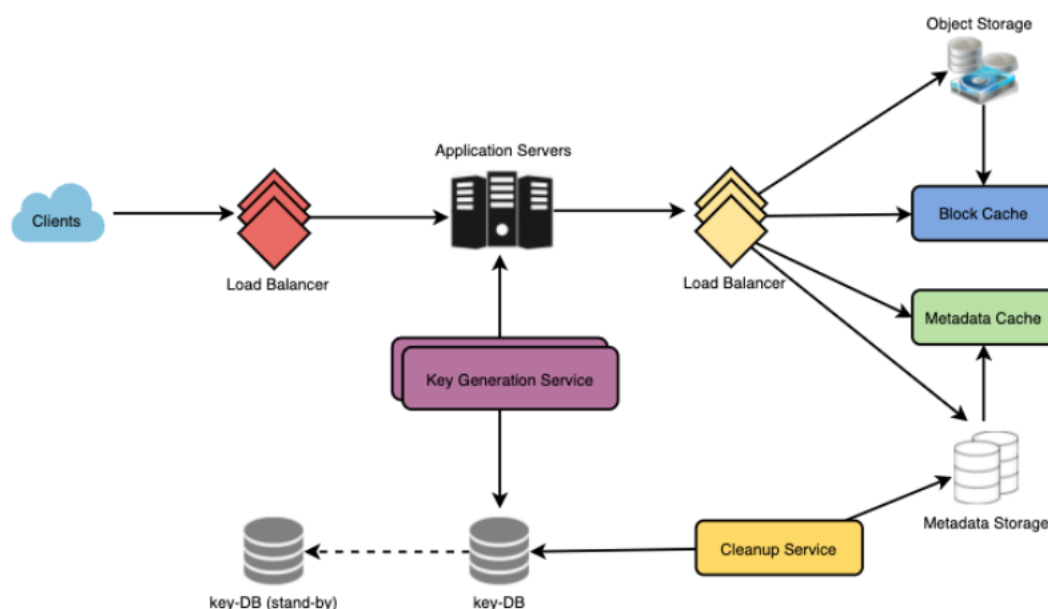 Object Storage
Application Servers
Clients
Block Cache
Load Balancer
Load Balancer
Metadata Cache
Key Generation Service
Metadata Storage
Cleanup Service
key-DB (stand-by)
key-DB